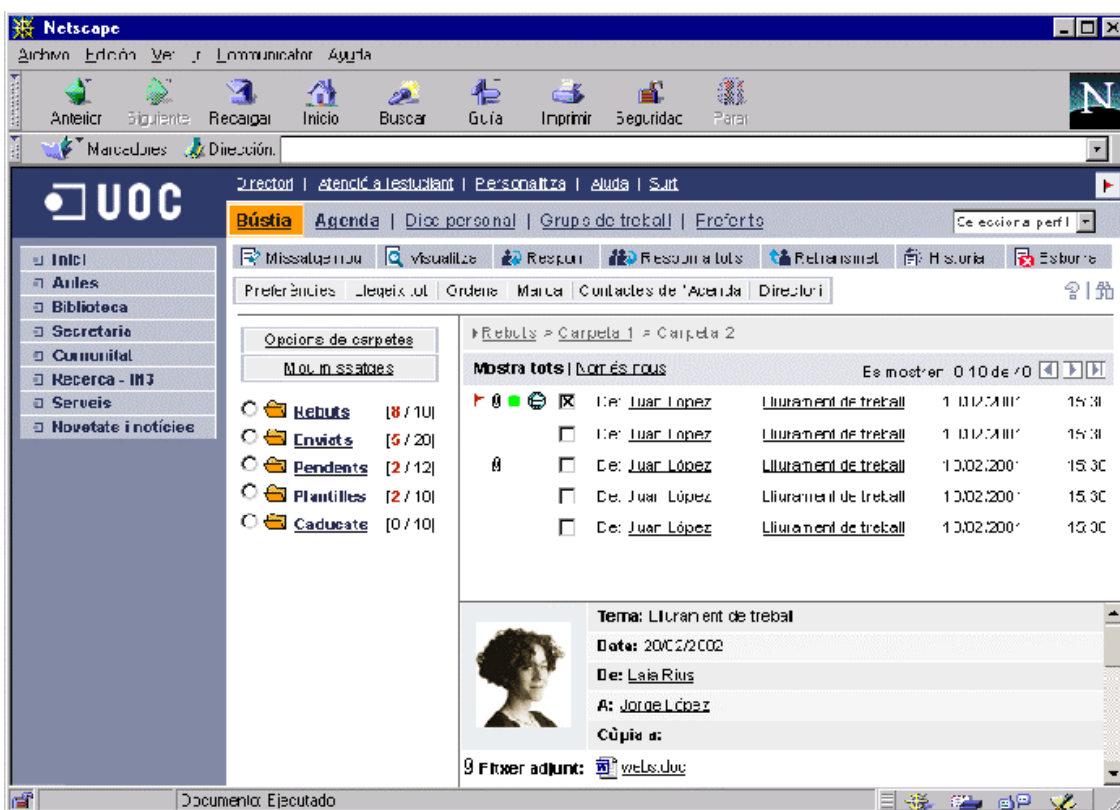 Netscape
Archivo Edición Ver Ir Communicator Ayuda
Anterior Siguiente Recargar Inicio Buscar Guía Imprimir Seguridad Parar
N
Marcadores Dirección:
UOC
Directori | Atenció a l'estudiant | Personalitza | Ajuda | Surt
Bústia Agenda | Disc personal | Grups de treball | Preferits
Selecciona perfil
Inici
Aules
Biblioteca
Secretaria
Comunitat
Recerca - IN3
Serveis
Novetats i notícies
Missatge nou Visualitza Respon Respon a tots Retransmet Historia Esborra
Preferències Llegeix tot Ordena Marca Contactes de l'Agenda Directori
Opcions de carpetes
Mou missatges
Rebuts [8 / 10]
Enviats [5 / 20]
Pendents [2 / 12]
Plantilles [2 / 10]
Caducats [0 / 10]
Rebuts > Carpeta 1 > Carpeta 2
Mostra tots | Només nous
Es mostren 0-10 de
De: Juan López Lliurament de treball 10/02/2001 15:30
De: Juan López Lliurament de treball 10/02/2001 15:30
De: Juan López Lliurament de treball 10/02/2001 15:30
De: Juan López Lliurament de treball 10/02/2001 15:30
De: Juan López Lliurament de treball 10/02/2001 15:30
Tema: Lliurament de treball
Data: 20/02/2002
De: Laia Rius
A: Jorge López
Còpia a:
Fitxer adjunt: webs.doc
Documento: Ejecutado